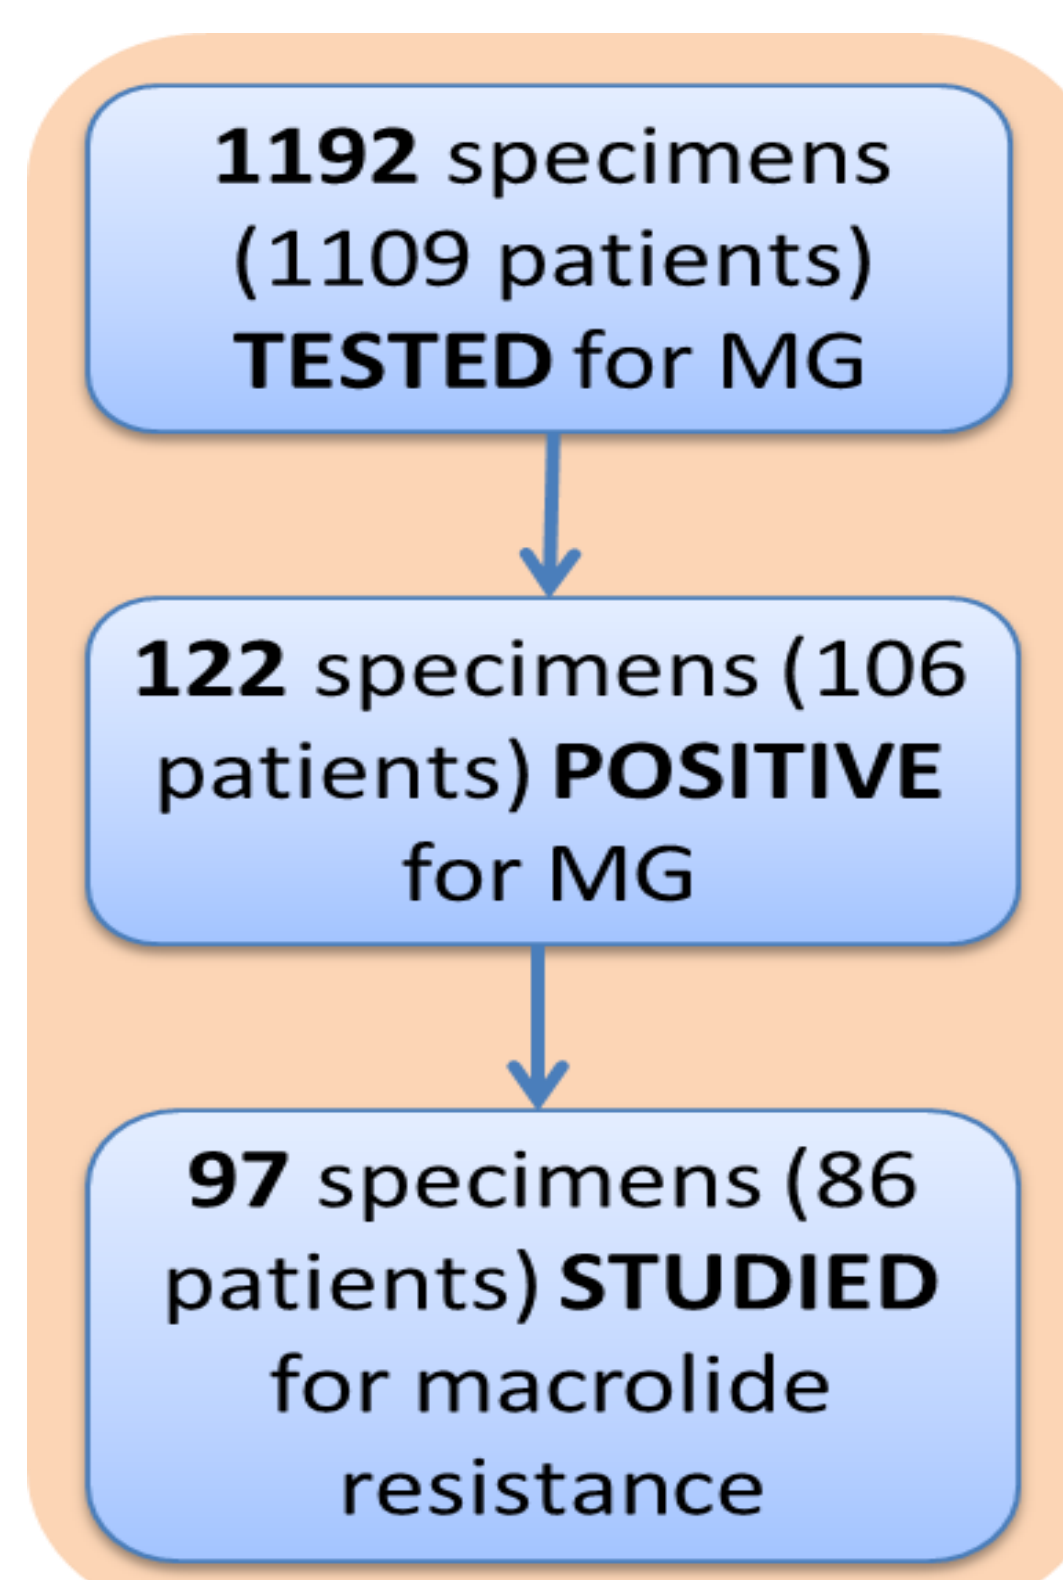 1192 specimens
(1109 patients)
TESTED for MG
122 specimens (106
patients) POSITIVE
for MG
97 specimens (86
patients) STUDIED
for macrolide
resistance